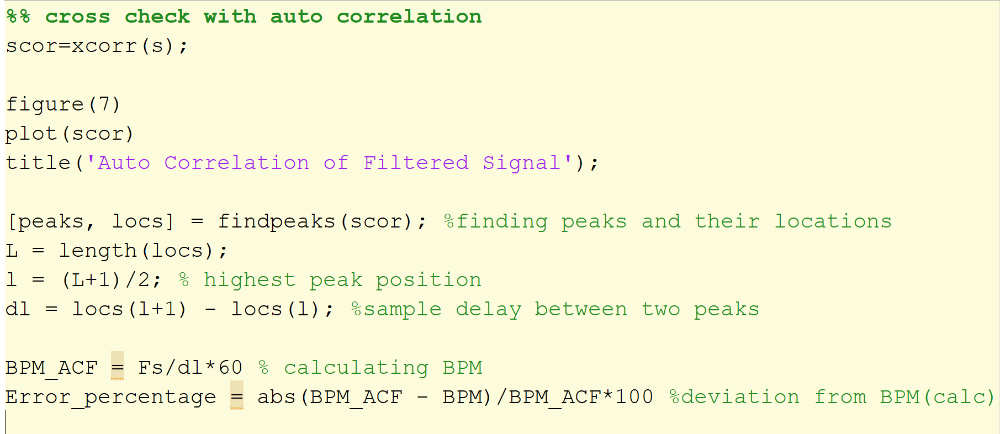 %% cross check with auto correlation
scor=xcorr(s);
figure(7)
plot(scor)
title('Auto Correlation of Filtered Signal');
[peaks, locs] = findpeaks(scor); %finding peaks and their locations
L = length(locs);
l = (L+1)/2; % highest peak position
dl = locs(l+1) - locs(l); %sample delay between two peaks
BPM_ACF = Fs/dl*60 % calculating BPM
Error_percentage = abs(BPM_ACF - BPM)/BPM_ACF*100 %deviation from BPM(calc)